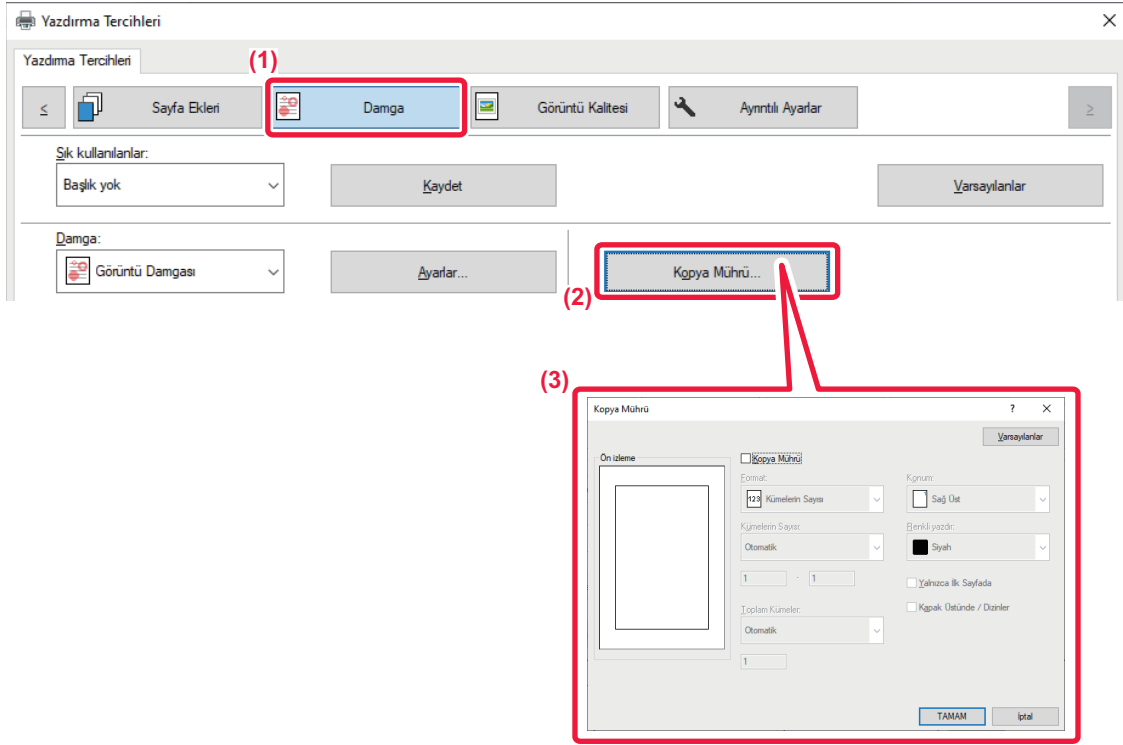 Yazdırma Tercihleri
Yazdırma Tercihleri
(1)
< Sayfa Ekleri Damga Görüntü Kalitesi Ayrıntılı Ayarlar >
Sık kullanılanlar:
Başlık yok Kaydet Varsayılanlar
Damga:
Görüntü Damgası Ayarlar... Kopya Mührü...
(2)
(3)
Kopya Mührü ? X
Varsayılanlar
Ön izleme
Kopya Mührü
Format: Konum:
123 Kümelerin Sayısı Sağ Üst
Kümelerin Sayısı: Renkli yazdır:
Otomatik Siyah
1 - 1 Yalnızca İlk Sayfada
Toplam Kümeler: Kapak Üstünde / Dizinler
Otomatik
1
TAMAM İptal